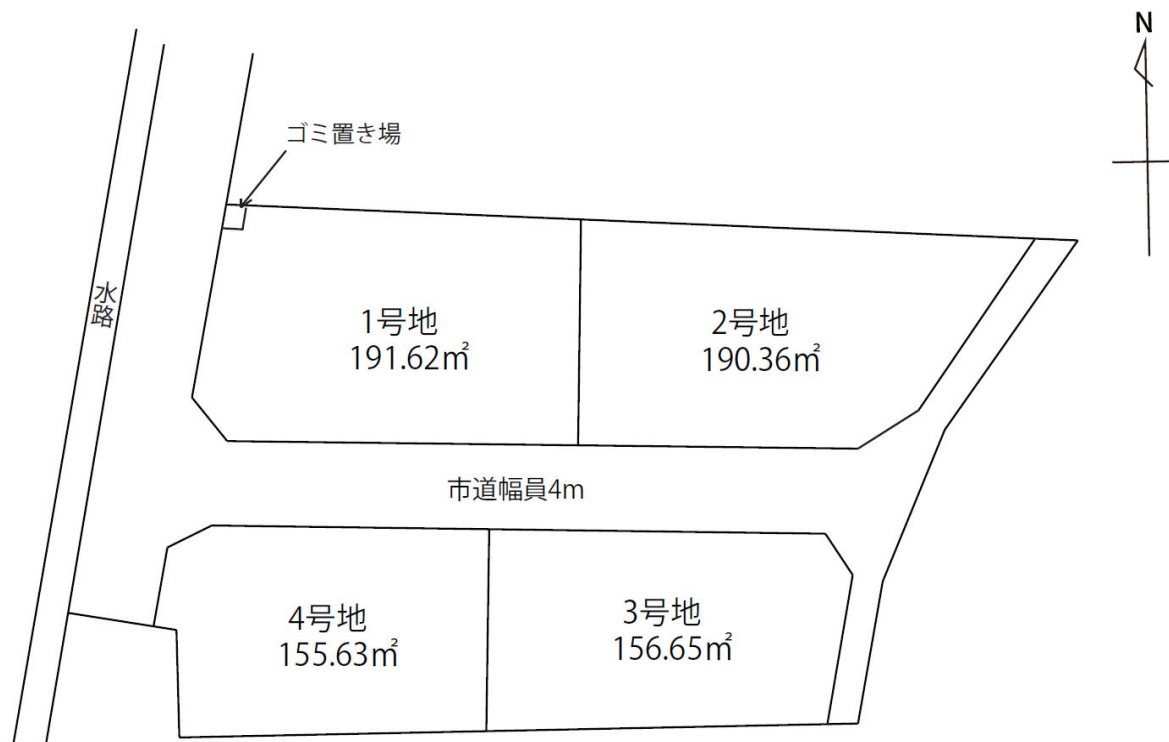 N
ゴミ置き場
水路
1号地
191.62㎡
2号地
190.36㎡
市道幅員4m
4号地
155.63㎡
3号地
156.65㎡